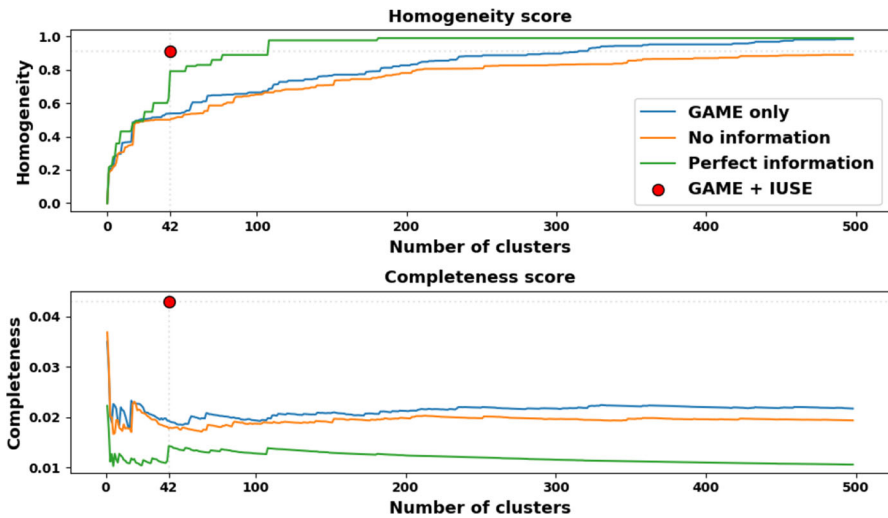 Homogeneity score
Homogeneity
1.0
0.8
0.6
0.4
0.2
0.0
GAME only
No information
Perfect information
GAME + IUSE
0 42 100 200 300 400 500
Number of clusters
Completeness score
Completeness
0.04
0.03
0.02
0.01
0 42 100 200 300 400 500
Number of clusters